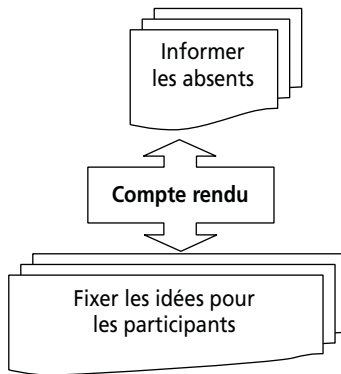 Informer
les absents
Compte rendu
Fixer les idées pour
les participants